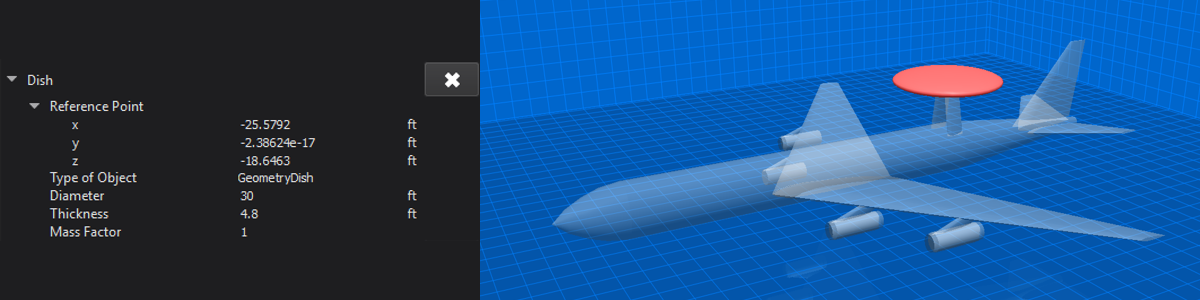 Dish
Reference Point
x -25.5792 ft
y -2.38624e-17 ft
z -18.6463 ft
Type of Object GeometryDish
Diameter 30 ft
Thickness 4.8 ft
Mass Factor 1